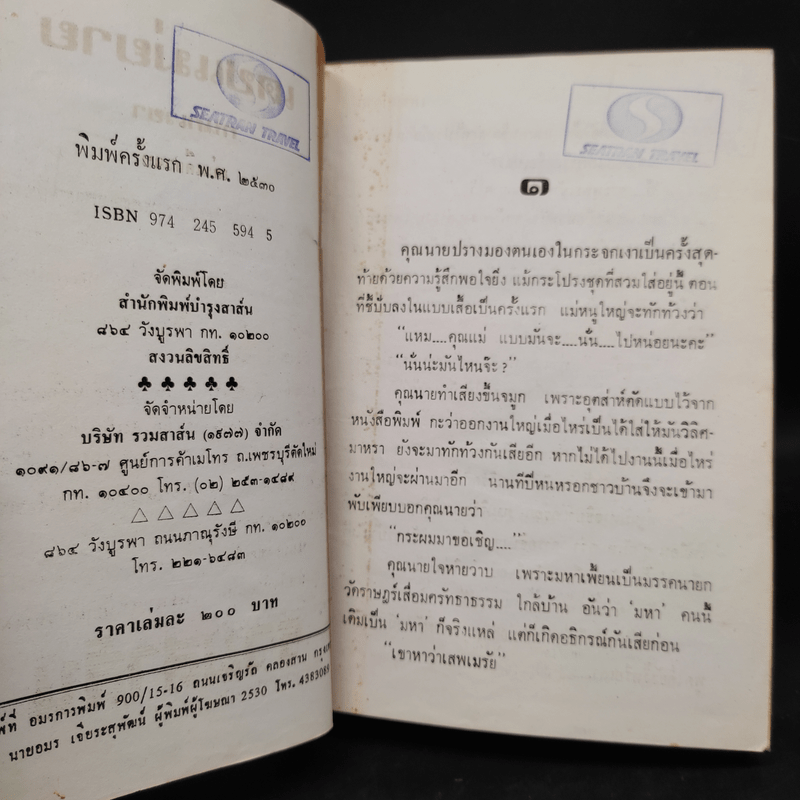 SEATRAN TRAVEL
พิมพ์ครั้งแรก พ.ศ. ๒๕๓๐
ISBN 974 245 594 5
จัดพิมพ์โดย
สำนักพิมพ์บำรุงสาส์น
๘๖๔ วังบูรพา กท. ๑๐๒๐๐
สงวนลิขสิทธิ์
♣ ♣ ♣ ♣ ♣
จัดจำหน่ายโดย
บริษัท รวมสาส์น (๑๙๗๗) จำกัด
๑๐๙๑/๘๖-๗ ศูนย์การค้าเมโทร ถ.เพชรบุรีตัดใหม่
กท. ๑๐๔๐๐ โทร. (๐๒) ๒๕๓-๑๔๘๙
△ △ △ △ △
๘๖๔ วังบูรพา ถนนภาณุรังษี กท. ๑๐๒๐๐
โทร. ๒๒๑-๖๔๘๓
ราคาเล่มละ ๒๐๐ บาท
อมรการพิมพ์ 900/15-16 ถนนเจริญรัถ คลองสาน
นายอมร เจียระสุพัฒน์ ผู้พิมพ์ผู้โฆษณา 2530 โทร.
SEATRAN TRAVEL
๑
คุณนายปรางมองตนเองในกระจกเงาเป็นครั้งสุด-
ท้ายด้วยความรู้สึกพอใจยิ่ง แม้กระโปรงชุดที่สวมใส่อยู่นี้ ตอน
ที่ชี้ปั๊บลงในแบบเสื้อเป็นครั้งแรก แม่หนูใหญ่จะทักท้วงว่า
“แหม....คุณแม่ แบบมันจะ....นั่น....ไปหน่อยนะคะ”
“นั่นน่ะมันไหนจ๊ะ ?”
คุณนายทำเสียงขึ้นจมูก เพราะอุตส่าห์ตัดแบบไว้จาก
หนังสือพิมพ์ กะว่าออกงานใหญ่เมื่อไหร่เป็นได้ใส่ให้มันวิลิศ-
มาหรา ยังจะมาทักท้วงกันเสียอีก หากไม่ได้ไปงานนี้เมื่อไหร่
งานใหญ่จะผ่านมาอีก นานทีปีหนหรอกชาวบ้านจึงจะเข้ามา
พับเพียบบอกคุณนายว่า
“กระผมมาขอเชิญ....”
คุณนายใจหายวาบ เพราะมหาเพี้ยนเป็นมรรคนายก
วัดราษฎร์เสื่อมศรัทธาธรรม ใกล้บ้าน อันว่า ‘มหา’ คนนี้
เดิมเป็น ‘มหา’ ก็จริงแหล่ แต่ก็เกิดอธิกรณ์กันเสียก่อน
“เขาหาว่าเสพเมรัย”